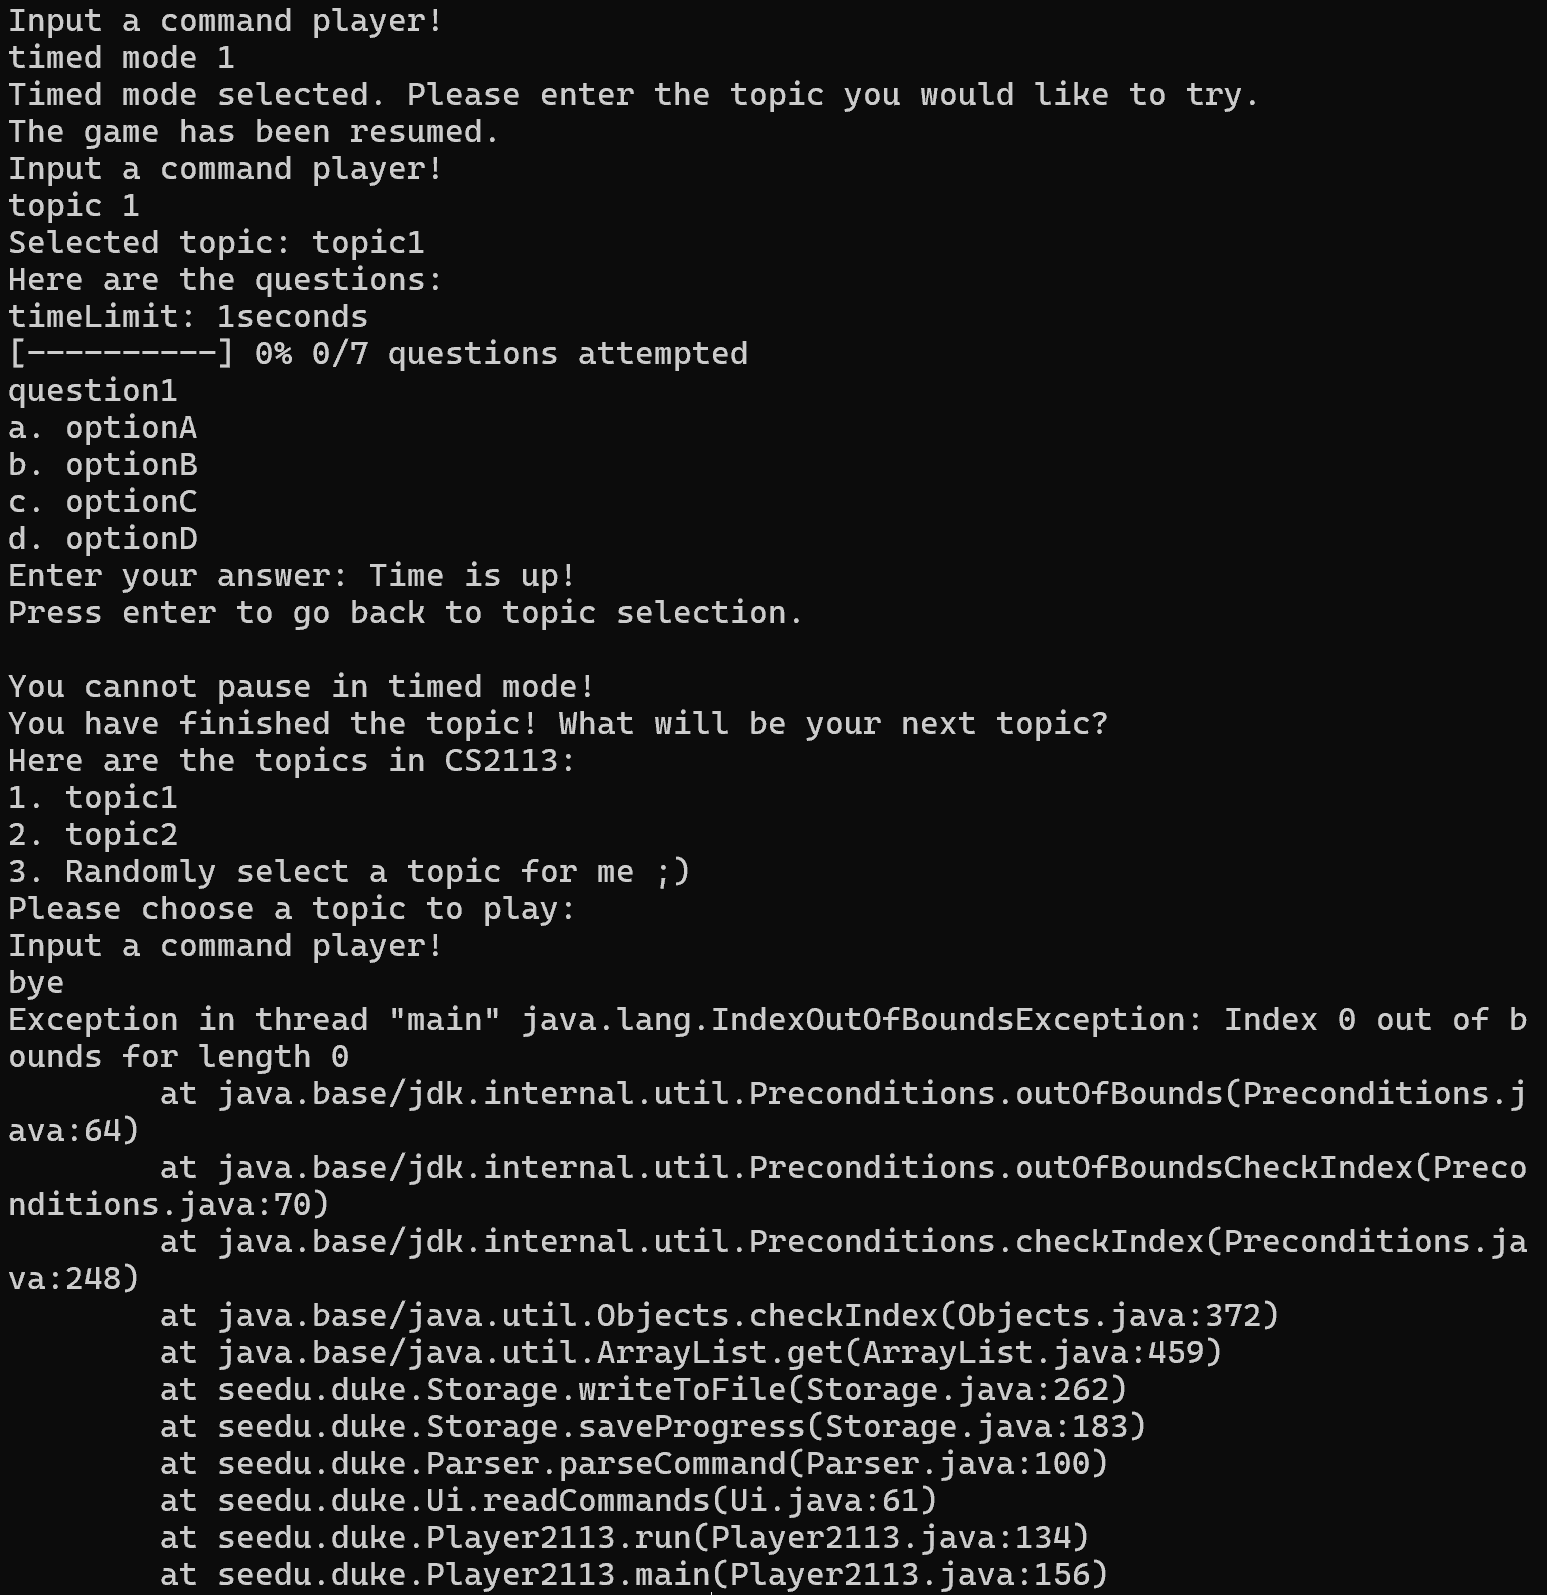 Input a command player!
timed mode 1
Timed mode selected. Please enter the topic you would like to try.
The game has been resumed.
Input a command player!
topic 1
Selected topic: topic1
Here are the questions:
timeLimit: 1seconds
[----------] 0% 0/7 questions attempted
question1
a. optionA
b. optionB
c. optionC
d. optionD
Enter your answer: Time is up!
Press enter to go back to topic selection.

You cannot pause in timed mode!
You have finished the topic! What will be your next topic?
Here are the topics in CS2113:
1. topic1
2. topic2
3. Randomly select a topic for me ;)
Please choose a topic to play:
Input a command player!
bye
Exception in thread "main" java.lang.IndexOutOfBoundsException: Index 0 out of b
ounds for length 0
        at java.base/jdk.internal.util.Preconditions.outOfBounds(Preconditions.j
ava:64)
        at java.base/jdk.internal.util.Preconditions.outOfBoundsCheckIndex(Preco
nditions.java:70)
        at java.base/jdk.internal.util.Preconditions.checkIndex(Preconditions.ja
va:248)
        at java.base/java.util.Objects.checkIndex(Objects.java:372)
        at java.base/java.util.ArrayList.get(ArrayList.java:459)
        at seedu.duke.Storage.writeToFile(Storage.java:262)
        at seedu.duke.Storage.saveProgress(Storage.java:183)
        at seedu.duke.Parser.parseCommand(Parser.java:100)
        at seedu.duke.Ui.readCommands(Ui.java:61)
        at seedu.duke.Player2113.run(Player2113.java:134)
        at seedu.duke.Player2113.main(Player2113.java:156)